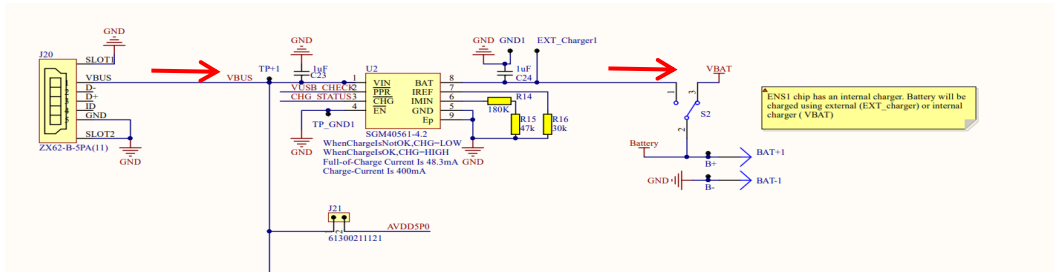 GND
J20
SLOT1
VBUS
1
D-
2
D+
3
ID
4
GND
5
SLOT2
ZX62-B-5PA(11)
GND
VBUS
TP+1
GND
1uF
C23
U2
VUSB_CHECK
CHG_STATUS
1
2
3
4
VIN
PPR
CHG
EN
BAT
IREF
IMIN
GND
Ep
8
7
6
5
9
TP_GND1
GND
SGM40561-4.2
WhenChargeIsNotOK,CHG=LOW
WhenChargeIsOK,CHG=HIGH
Full-of-Charge Current Is 48.3mA
Charge-Current Is 400mA
GND
GND1
EXT_Charger1
1uF
C24
R14
180K
R15
47k
R16
30k
GND
VBAT
1
3
S2
2
Battery
B+
BAT+1
GND
B-
BAT-1
ENS1 chip has an internal charger. Battery will be
charged using external (EXT_charger) or internal
charger ( VBAT)
J21
AVDD5P0
61300211121